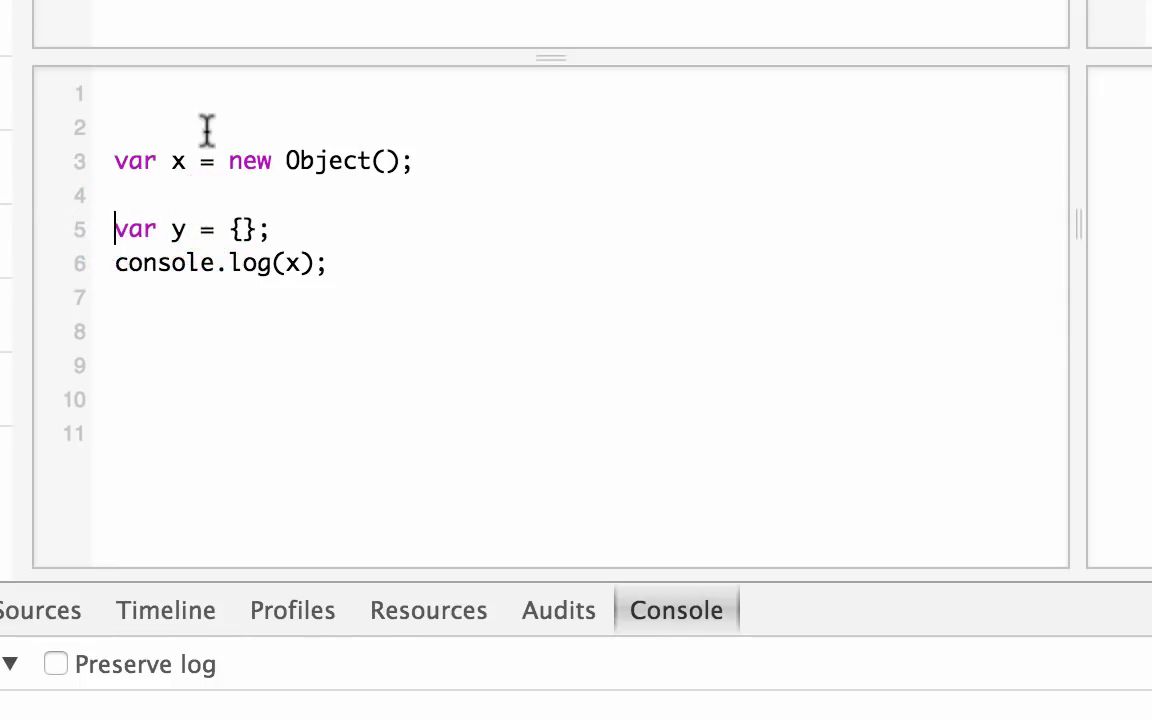 1
2
3 var x = new Object();
4
5 var y = {};
6 console.log(x);
7
8
9
10
11
Sources Timeline Profiles Resources Audits Console
▼ Preserve log